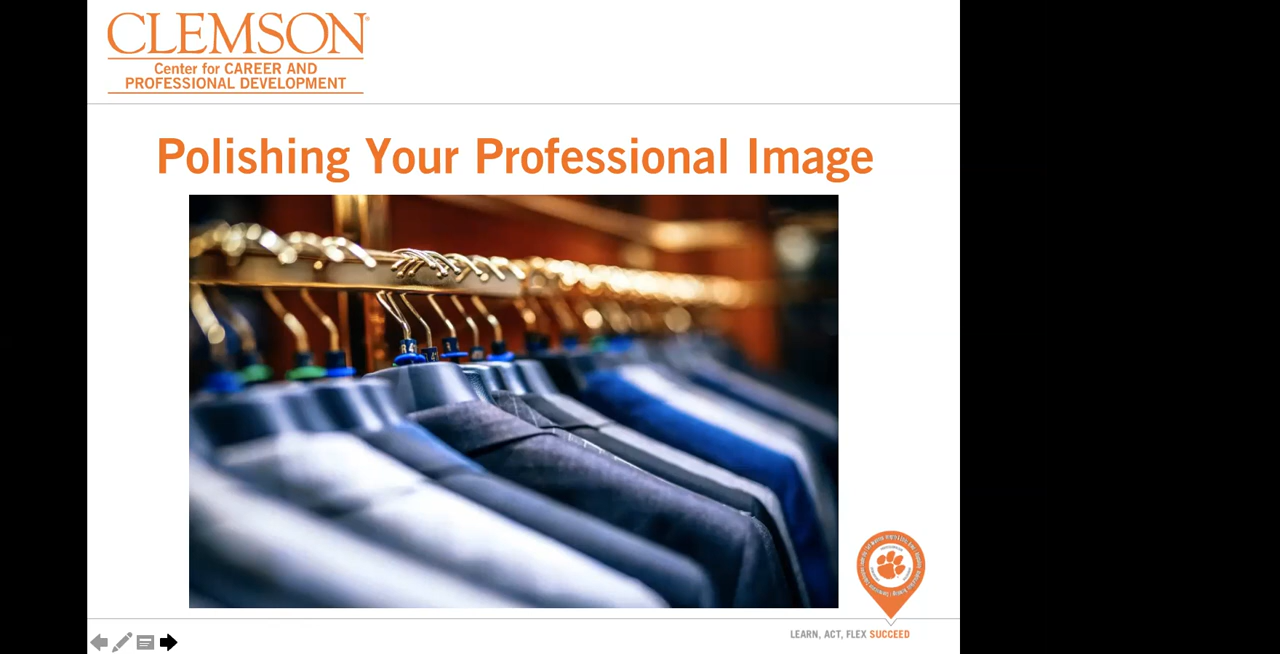 CLEMSON®
Center for CAREER AND
PROFESSIONAL DEVELOPMENT
Polishing Your Professional Image
LEARN, ACT, FLEX SUCCEED